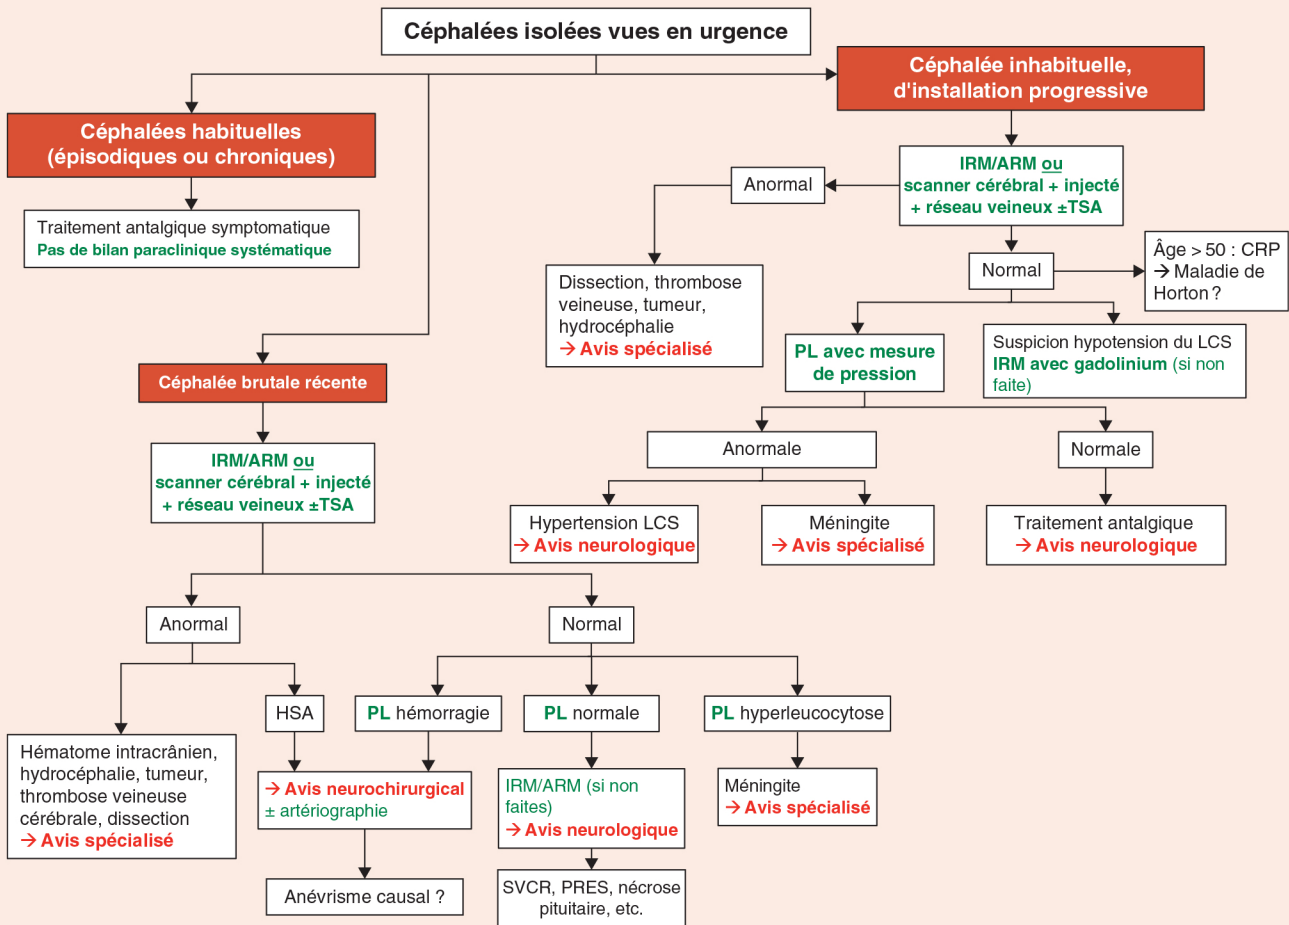 Céphalées isolées vues en urgence
Céphalée inhabituelle,
d'installation progressive
Céphalées habituelles
(épisodiques ou chroniques)
Traitement antalgique symptomatique
Pas de bilan paraclinique systématique
IRM/ARM ou
scanner cérébral + injecté
+ réseau veineux ±TSA
Anormal
Dissection, thrombose
veineuse, tumeur,
hydrocéphalie
→ Avis spécialisé
Normal
Âge > 50 : CRP
→ Maladie de
Horton ?
PL avec mesure
de pression
Suspicion hypotension du LCS
IRM avec gadolinium (si non
faite)
Anormale
Normale
Hypertension LCS
→ Avis neurologique
Méningite
→ Avis spécialisé
Traitement antalgique
→ Avis neurologique
Céphalée brutale récente
IRM/ARM ou
scanner cérébral + injecté
+ réseau veineux ±TSA
Anormal
Normal
Hématome intracrânien,
hydrocéphalie, tumeur,
thrombose veineuse
cérébrale, dissection
→ Avis spécialisé
HSA
PL hémorragie
→ Avis neurochirurgical
± artériographie
Anévrisme causal ?
PL normale
IRM/ARM (si non
faites)
→ Avis neurologique
SVCR, PRES, nécrose
pituitaire, etc.
PL hyperleucocytose
Méningite
→ Avis spécialisé